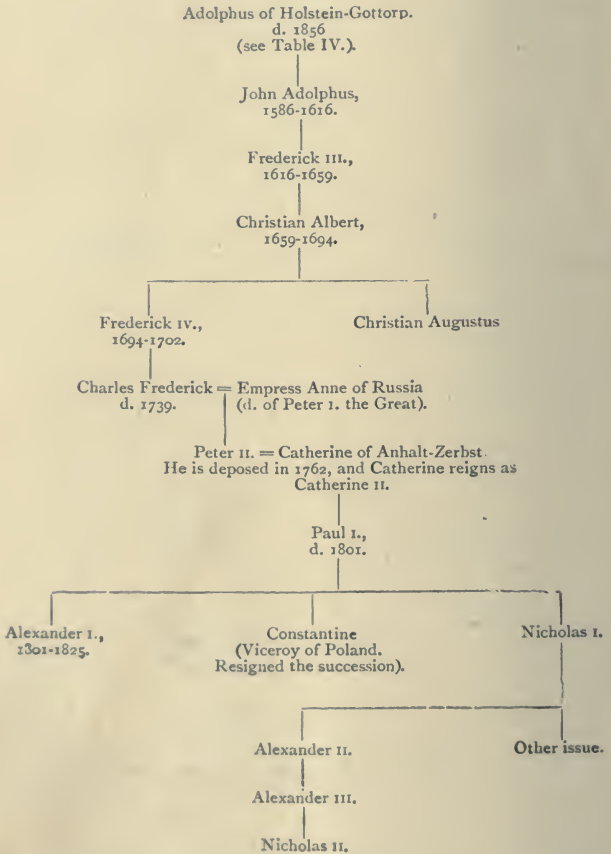 Adolphus of Holstein-Gottorp.
d. 1856
(see Table IV.).
John Adolphus,
1586-1616.
Frederick III.,
1616-1659.
Christian Albert,
1659-1694.
Frederick IV.,
1694-1702.
Christian Augustus
Charles Frederick = Empress Anne of Russia
d. 1739. (d. of Peter I. the Great).
Peter II. = Catherine of Anhalt-Zerbst.
He is deposed in 1762, and Catherine reigns as
Catherine II.
Paul I.,
d. 1801.
Alexander I.,
1801-1825.
Constantine
(Viceroy of Poland.
Resigned the succession).
Nicholas I.
Alexander II.
Other issue.
Alexander III.
Nicholas II.